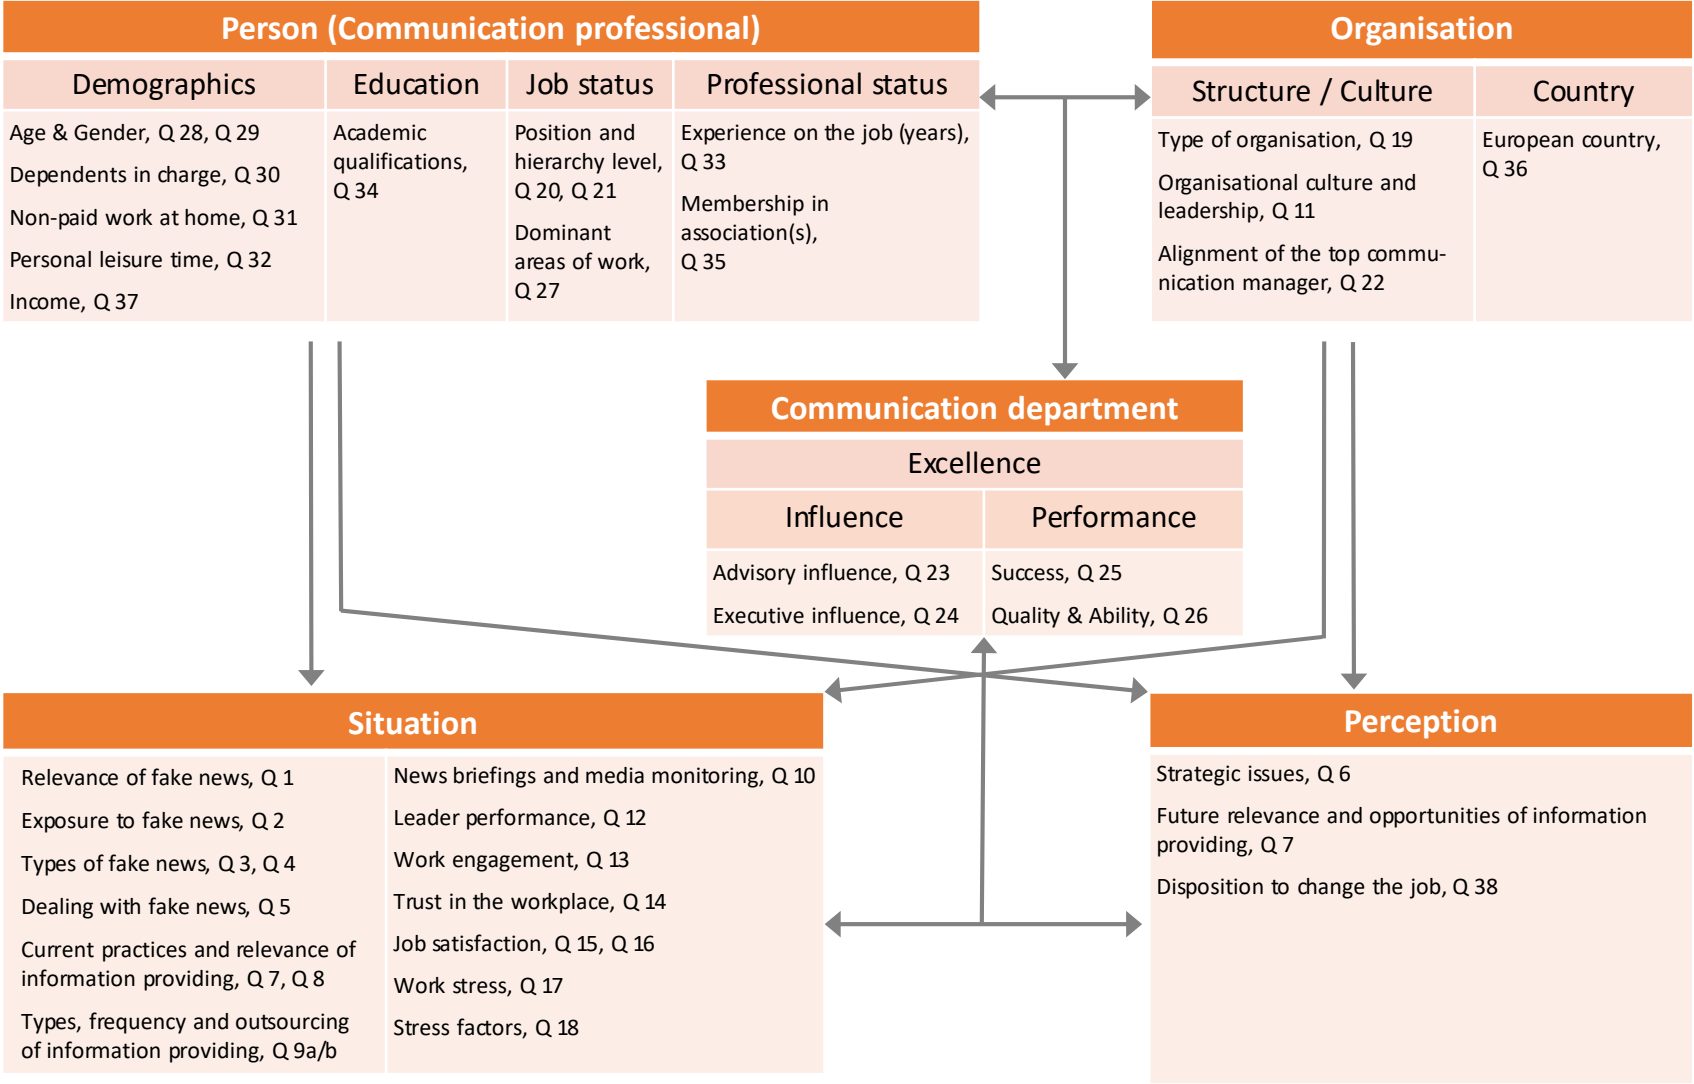 Person (Communication professional)
Demographics
Age & Gender, Q 28, Q 29
Dependents in charge, Q 30
Non-paid work at home, Q 31
Personal leisure time, Q 32
Income, Q 37
Education
Academic
qualifications,
Q 34
Job status
Position and
hierarchy level,
Q 20, Q 21
Dominant
areas of work,
Q 27
Professional status
Experience on the job (years),
Q 33
Membership in
association(s),
Q 35
Organisation
Structure / Culture
Type of organisation, Q 19
Organisational culture and
leadership, Q 11
Alignment of the top commu-
nication manager, Q 22
Country
European country,
Q 36
Communication department
Excellence
Influence
Advisory influence, Q 23
Executive influence, Q 24
Performance
Success, Q 25
Quality & Ability, Q 26
Situation
Relevance of fake news, Q 1
Exposure to fake news, Q 2
Types of fake news, Q 3, Q 4
Dealing with fake news, Q 5
Current practices and relevance of
information providing, Q 7, Q 8
Types, frequency and outsourcing
of information providing, Q 9a/b
News briefings and media monitoring, Q 10
Leader performance, Q 12
Work engagement, Q 13
Trust in the workplace, Q 14
Job satisfaction, Q 15, Q 16
Work stress, Q 17
Stress factors, Q 18
Perception
Strategic issues, Q 6
Future relevance and opportunities of information
providing, Q 7
Disposition to change the job, Q 38